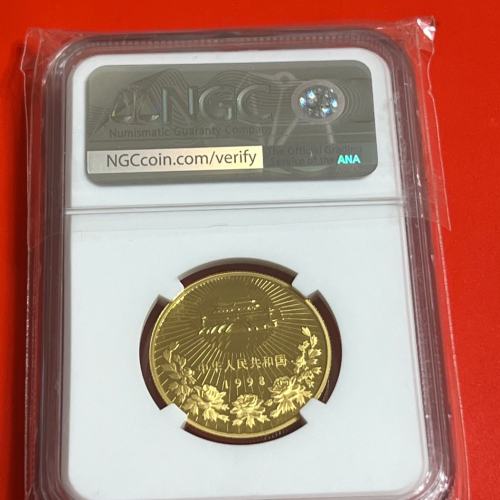 NGC
Numismatic Guaranty Company
NGCcoin.com/verify
The Official Grading
Service of the ANA
中华人民共和国
1998